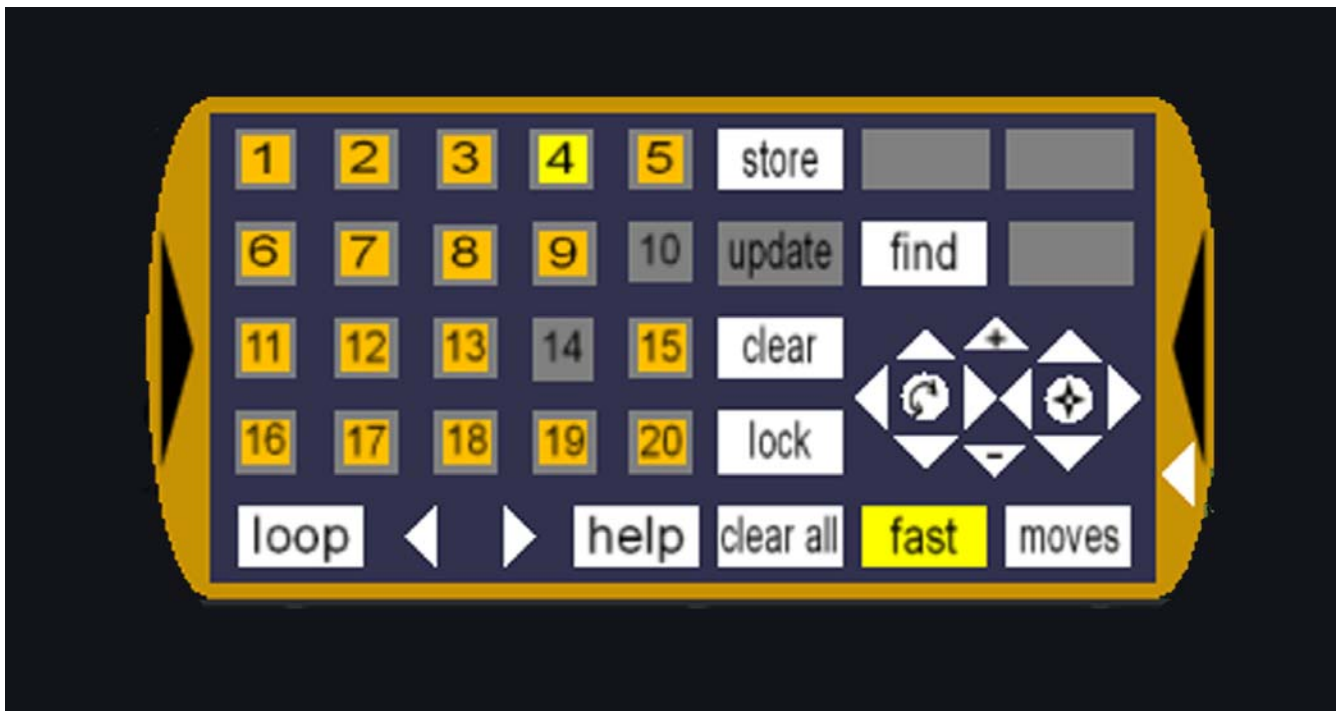 1 2 3 4 5 store
6 7 8 9 10 update find
11 12 13 14 15 clear
+
16 17 18 19 20 lock
-
loop help clear all fast moves